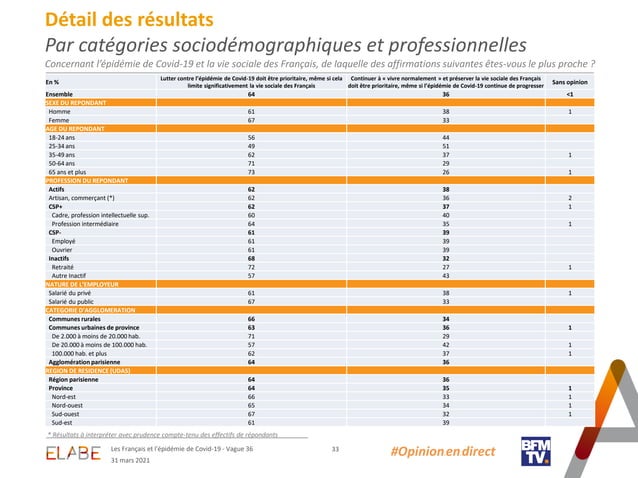 Détail des résultats
Par catégories sociodémographiques et professionnelles
Concernant l'épidémie de Covid-19 et la vie sociale des Français, de laquelle des affirmations suivantes êtes-vous le plus proche ?
En % Lutter contre l'épidémie de Covid-19 doit être prioritaire, même si cela limite significativement la vie sociale des Français Continuer à « vivre normalement » et préserver la vie sociale des Français doit être prioritaire, même si l'épidémie de Covid-19 continue de progresser Sans opinion
Ensemble 64 36 <1
SEXE DU REPONDANT
Homme 61 38 1
Femme 67 33
AGE DU REPONDANT
18-24 ans 56 44
25-34 ans 49 51
35-49 ans 62 37 1
50-64 ans 71 29
65 ans et plus 73 26 1
PROFESSION DU REPONDANT
Actifs 62 38
Artisan, commerçant (*) 62 36 2
CSP+ 62 37 1
Cadre, profession intellectuelle sup. 60 40
Profession intermédiaire 64 35 1
CSP- 61 39
Employé 61 39
Ouvrier 61 39
Inactifs 68 32
Retraité 72 27 1
Autre Inactif 57 43
NATURE DE L'EMPLOYEUR
Salarié du privé 61 38 1
Salarié du public 67 33
CATEGORIE D'AGGLOMERATION
Communes rurales 66 34
Communes urbaines de province 63 36 1
De 2.000 à moins de 20.000 hab. 71 29
De 20.000 à moins de 100.000 hab. 57 42 1
100.000 hab. et plus 62 37 1
Agglomération parisienne 64 36
REGION DE RESIDENCE (UDA5)
Région parisienne 64 36
Province 64 35 1
Nord-est 66 33 1
Nord-ouest 65 34 1
Sud-ouest 67 32 1
Sud-est 61 39
* Résultats à interpréter avec prudence compte-tenu des effectifs de répondants
ELABE
Les Français et l'épidémie de Covid-19 - Vague 36
31 mars 2021
33
#Opinion en direct
BFM
TV.